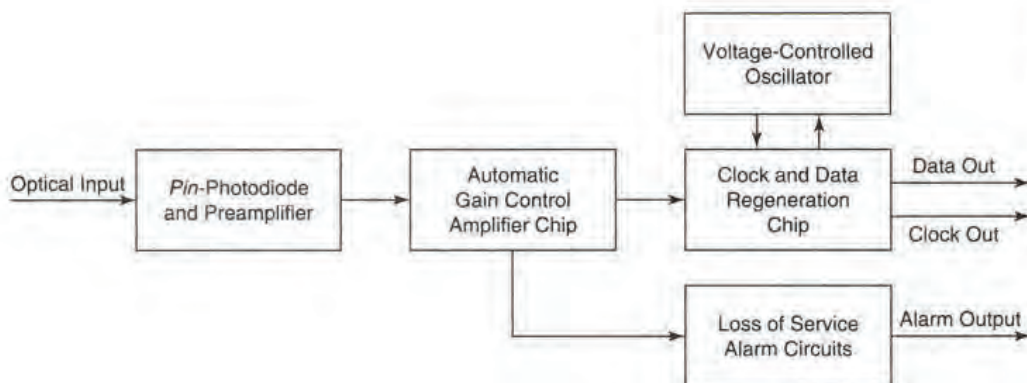 Voltage-Controlled
Oscillator
Optical Input
Pin-Photodiode
and Preamplifier
Automatic
Gain Control
Amplifier Chip
Clock and Data
Regeneration
Chip
Data Out
Clock Out
Loss of Service
Alarm Circuits
Alarm Output